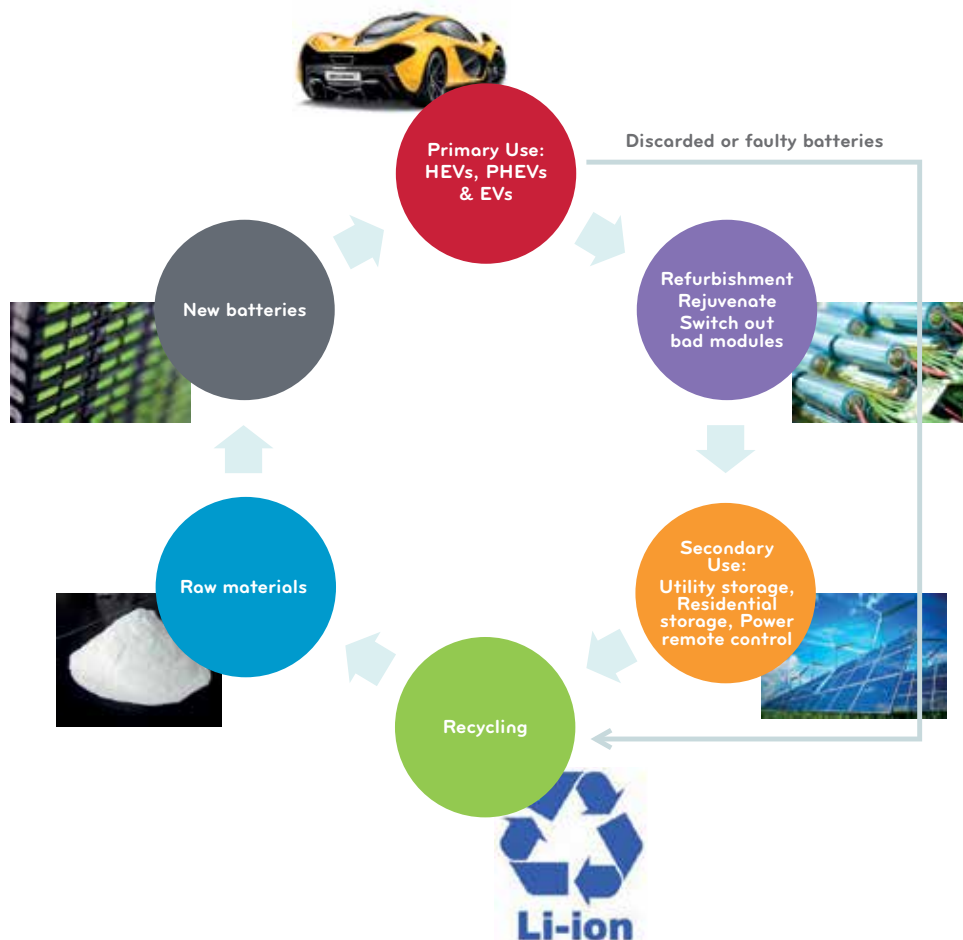 Primary Use:
HEVs, PHEVs
& EVs
Discarded or faulty batteries
Refurbishment
Rejuvenate
Switch out
bad modules
Secondary
Use:
Utility storage,
Residential
storage, Power
remote control
Recycling
Li-ion
Raw materials
New batteries